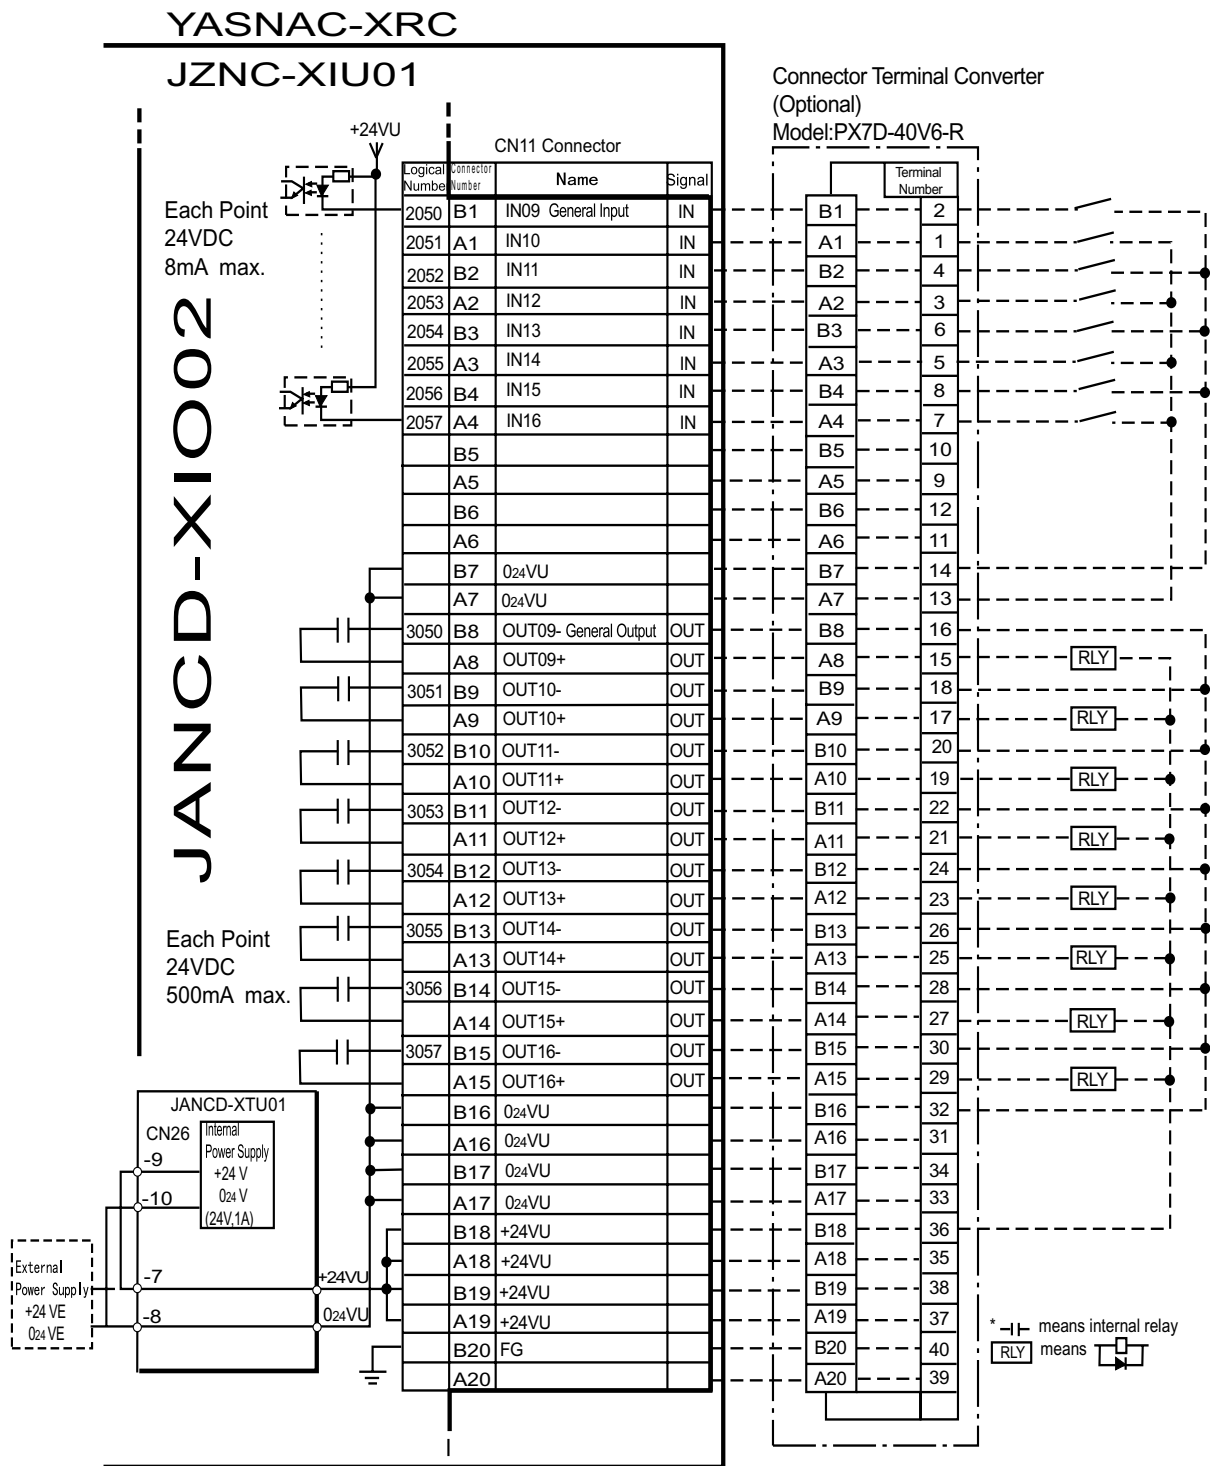 YASNAC-XRC
JZNC-XIU01
Connector Terminal Converter
(Optional)
Model:PX7D-40V6-R
+24VU
CN11 Connector
Logical Number Connector Number Name Signal
Terminal Number
Each Point
24VDC
8mA max.
JANCD-XIO02
2050 B1 IN09 General Input IN B1 2
2051 A1 IN10 IN A1 1
2052 B2 IN11 IN B2 4
2053 A2 IN12 IN A2 3
2054 B3 IN13 IN B3 6
2055 A3 IN14 IN A3 5
2056 B4 IN15 IN B4 8
2057 A4 IN16 IN A4 7
B5 B5 10
A5 A5 9
B6 B6 12
A6 A6 11
B7 024VU B7 14
A7 024VU A7 13
3050 B8 OUT09- General Output OUT B8 16
A8 OUT09+ OUT A8 15 RLY
3051 B9 OUT10- OUT B9 18
A9 OUT10+ OUT A9 17 RLY
3052 B10 OUT11- OUT B10 20
A10 OUT11+ OUT A10 19 RLY
3053 B11 OUT12- OUT B11 22
A11 OUT12+ OUT A11 21 RLY
3054 B12 OUT13- OUT B12 24
A12 OUT13+ OUT A12 23 RLY
3055 B13 OUT14- OUT B13 26
A13 OUT14+ OUT A13 25 RLY
3056 B14 OUT15- OUT B14 28
A14 OUT15+ OUT A14 27 RLY
3057 B15 OUT16- OUT B15 30
A15 OUT16+ OUT A15 29 RLY
B16 024VU B16 32
A16 024VU A16 31
B17 024VU B17 34
A17 024VU A17 33
B18 +24VU B18 36
A18 +24VU A18 35
B19 +24VU B19 38
A19 +24VU A19 37
B20 FG B20 40
A20 A20 39
Each Point
24VDC
500mA max.
JANCD-XTU01
CN26
Internal
Power Supply
+24 V
024 V
(24V,1A)
-9
-10
-7
-8
+24VU
024VU
External
Power Supply
+24 VE
024 VE
* means internal relay
RLY means